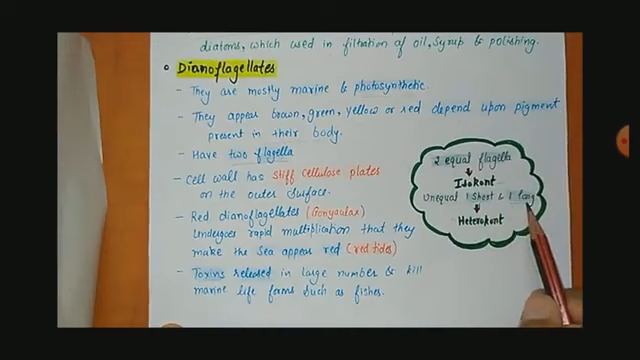 diatoms, which used in filtration of oil, Syrup & polishing.
Dianoflagellates
- They are mostly marine & photosynthetic.
- They appear brown, green, yellow or red depend upon pigment
present in their body.
- Have two flagella
- Cell wall has stiff cellulose plates
on the outer surface.
- Red dianoflagellates (Gonyaulax)
undergoes rapid multiplication that they
make the sea appear red (red tides)
- Toxins released in large number & kill
marine life forms such as fishes.
2 equal flagella
↓
Isokont
Unequal 1 Short & 1 long
↓
Heterokont